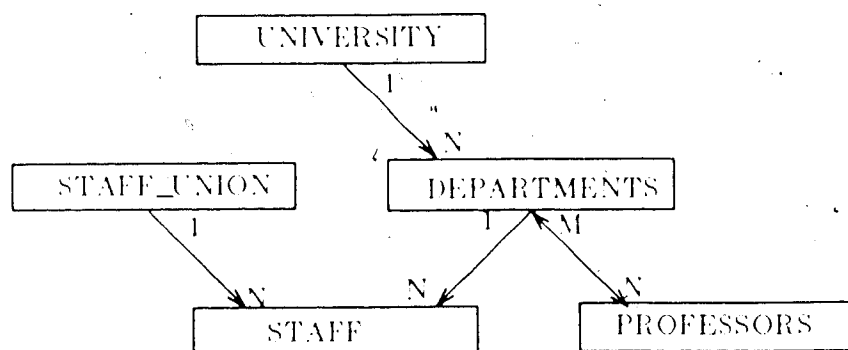 UNIVERSITY
1
N
STAFF_UNION
DEPARTMENTS
1
1
M
N
N
N
STAFF
PROFESSORS